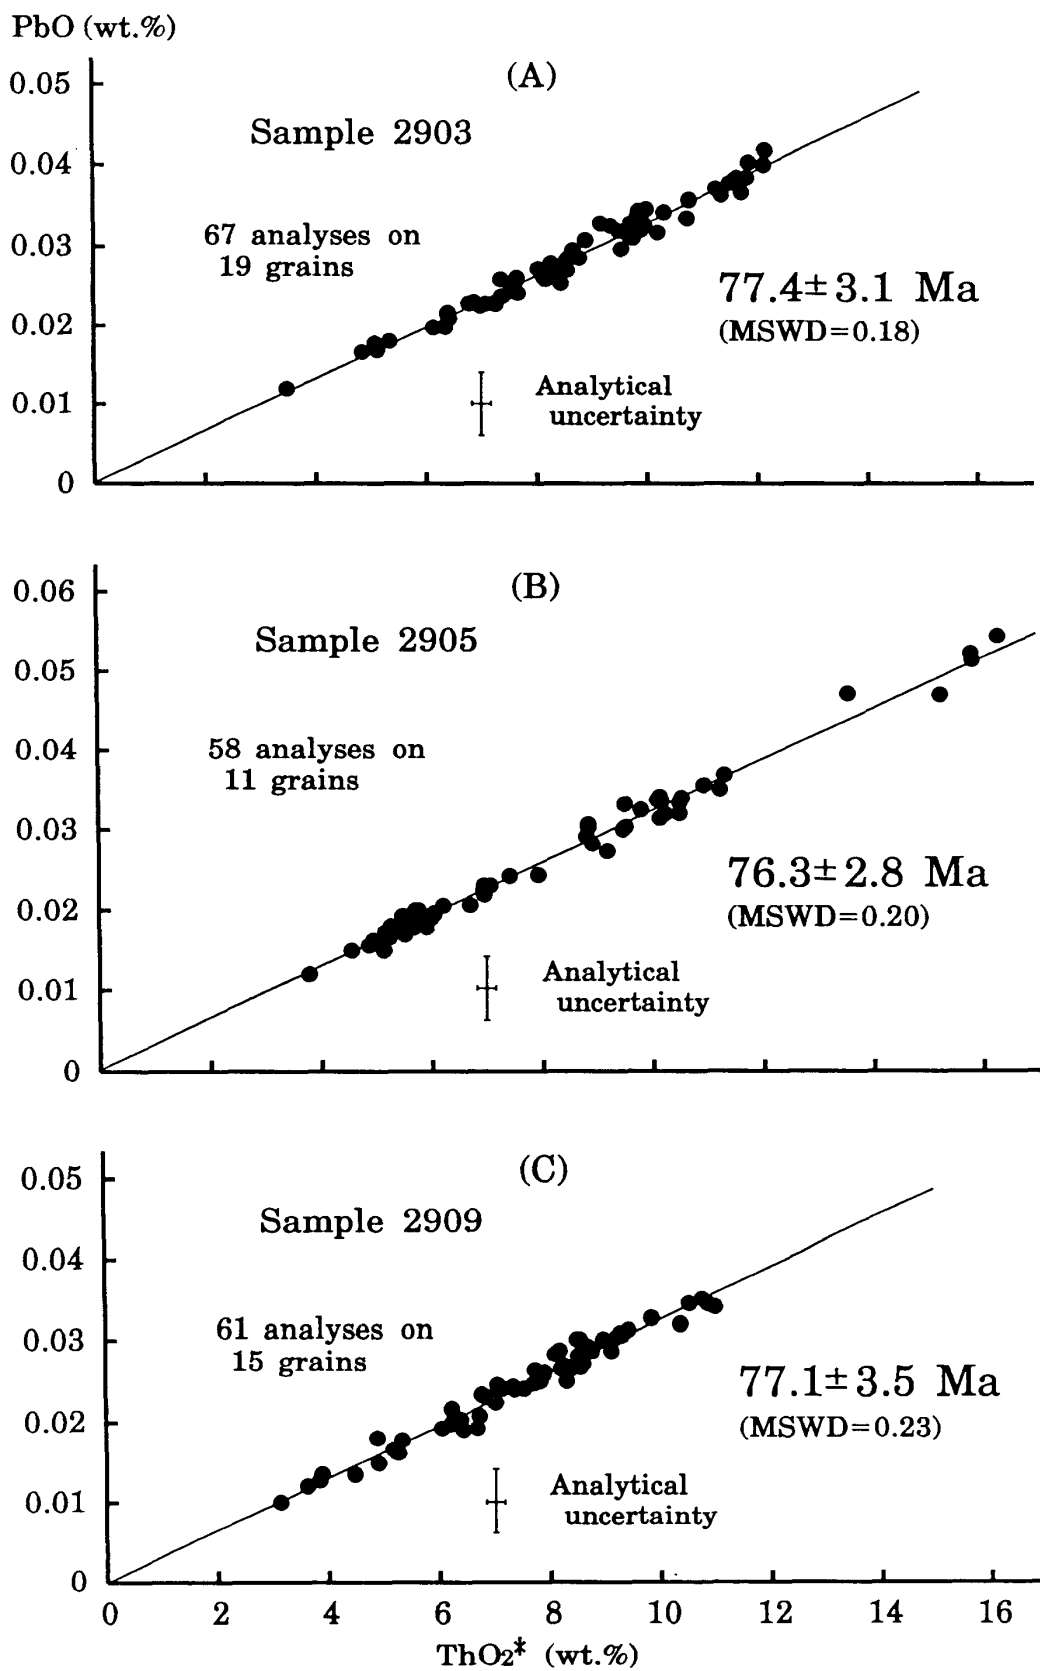 PbO (wt.%)
(A)
0.05
Sample 2903
0.04
67 analyses on
19 grains
0.03
77.4±3.1 Ma
(MSWD=0.18)
0.02
Analytical
uncertainty
0.01
0
(B)
0.06
Sample 2905
0.05
58 analyses on
11 grains
0.04
0.03
76.3±2.8 Ma
(MSWD=0.20)
0.02
Analytical
uncertainty
0.01
0
(C)
0.05
Sample 2909
0.04
61 analyses on
15 grains
0.03
77.1±3.5 Ma
(MSWD=0.23)
0.02
Analytical
uncertainty
0.01
0
0 2 4 6 8 10 12 14 16
ThO2* (wt.%)